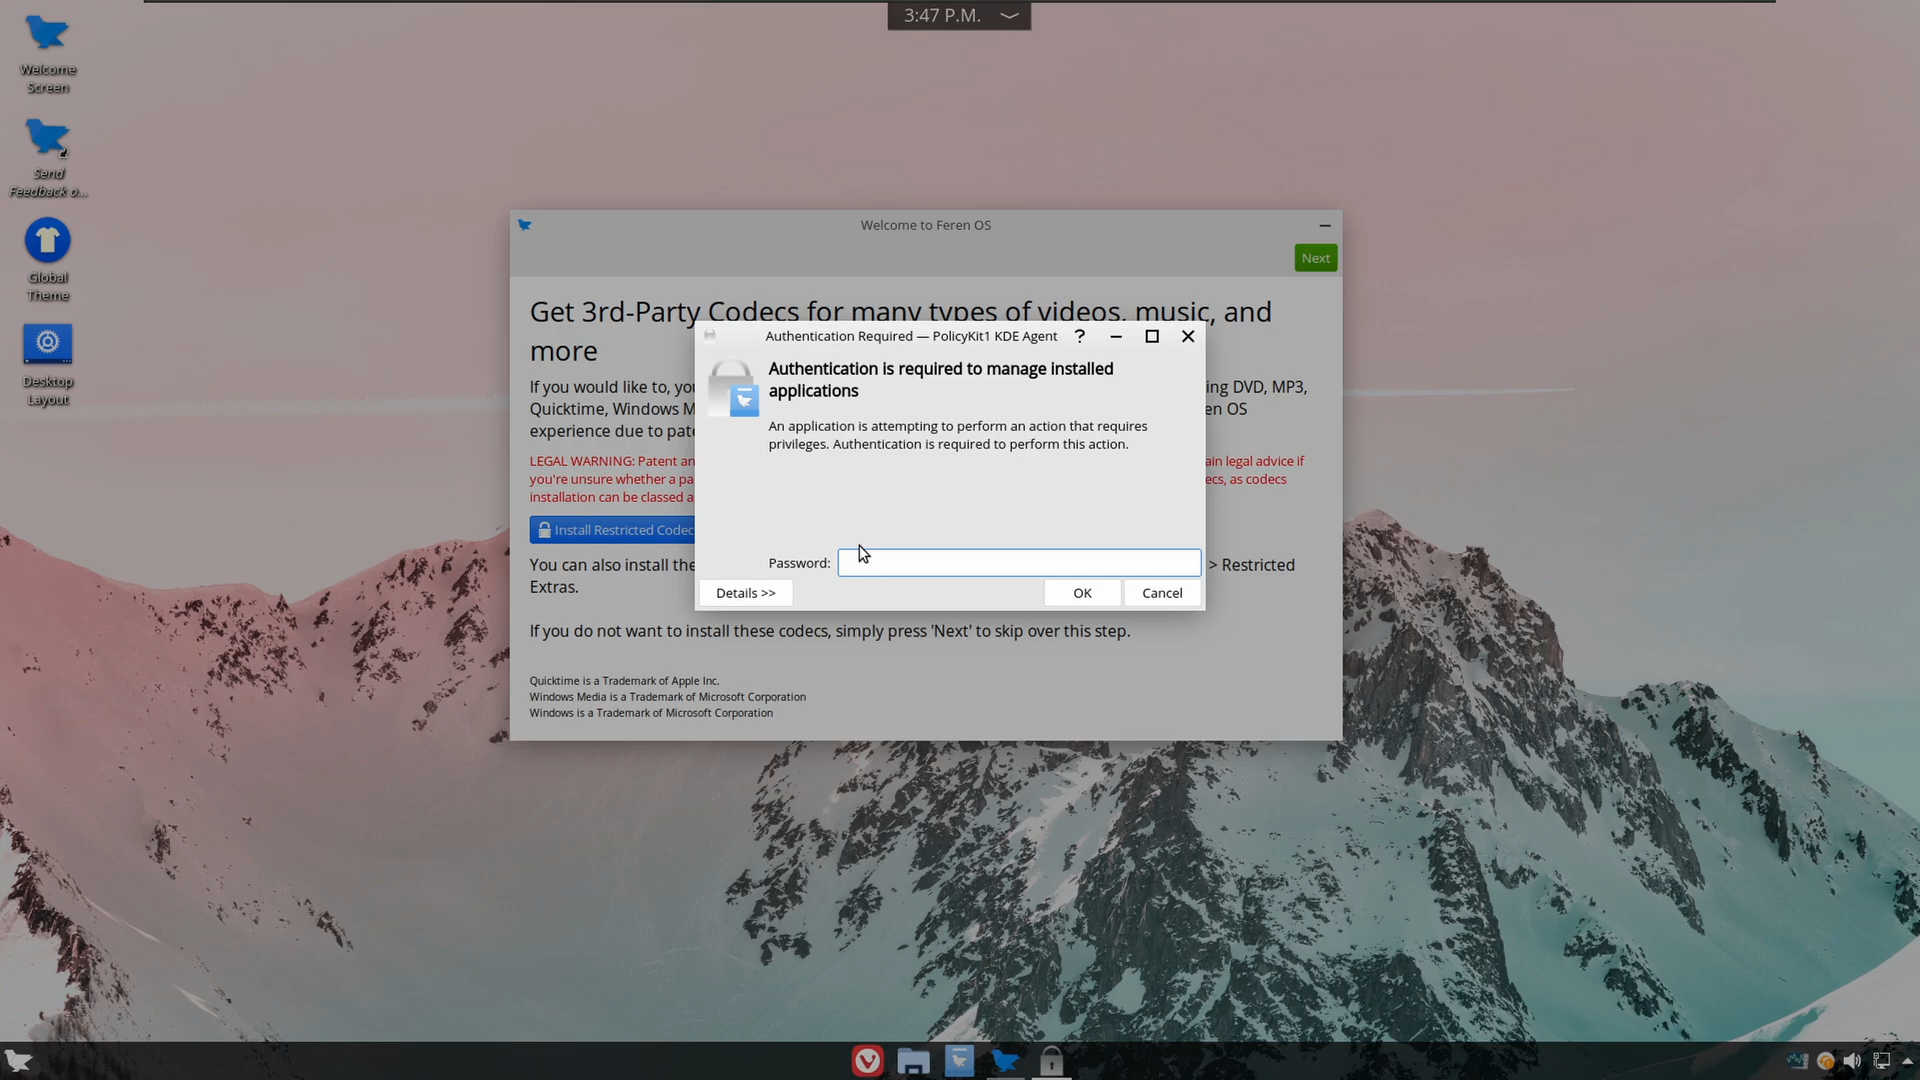 3:47 P.M.
Welcome
Screen
Send
Feedback o...
Global
Theme
Desktop
Layout
Welcome to Feren OS
Next
Get 3rd-Party Codecs for many types of videos, music, and
more
If you would like to, yo
ing DVD, MP3,
Quicktime, Windows M
en OS
experience due to pate
LEGAL WARNING: Patent an
ain legal advice if
you're unsure whether a pa
ecs, as codecs
installation can be classed a
Install Restricted Codec
You can also install the
> Restricted
Extras.
If you do not want to install these codecs, simply press 'Next' to skip over this step.
Quicktime is a Trademark of Apple Inc.
Windows Media is a Trademark of Microsoft Corporation
Windows is a Trademark of Microsoft Corporation
Authentication Required — PolicyKit1 KDE Agent
Authentication is required to manage installed
applications
An application is attempting to perform an action that requires
privileges. Authentication is required to perform this action.
Password:
Details >>
OK
Cancel